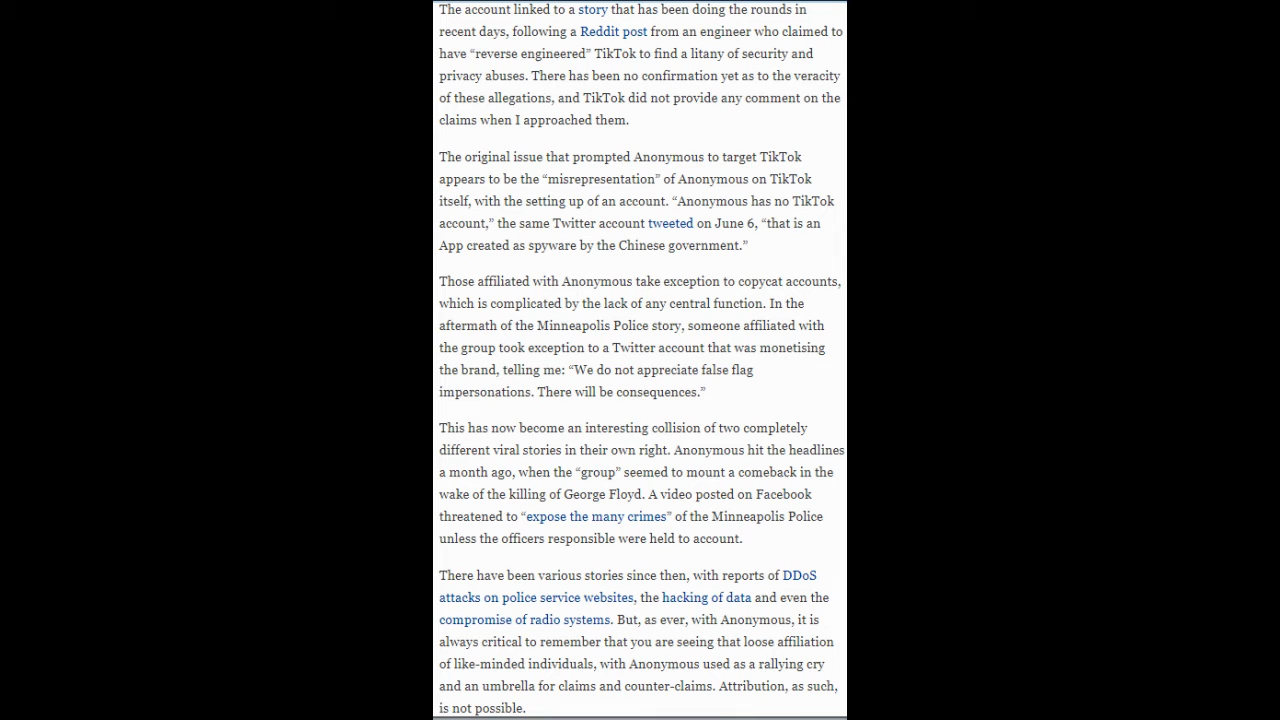 The account linked to a story that has been doing the rounds in
recent days, following a Reddit post from an engineer who claimed to
have “reverse engineered” TikTok to find a litany of security and
privacy abuses. There has been no confirmation yet as to the veracity
of these allegations, and TikTok did not provide any comment on the
claims when I approached them.
The original issue that prompted Anonymous to target TikTok
appears to be the “misrepresentation” of Anonymous on TikTok
itself, with the setting up of an account. “Anonymous has no TikTok
account,” the same Twitter account tweeted on June 6, “that is an
App created as spyware by the Chinese government.”
Those affiliated with Anonymous take exception to copycat accounts,
which is complicated by the lack of any central function. In the
aftermath of the Minneapolis Police story, someone affiliated with
the group took exception to a Twitter account that was monetising
the brand, telling me: “We do not appreciate false flag
impersonations. There will be consequences.”
This has now become an interesting collision of two completely
different viral stories in their own right. Anonymous hit the headlines
a month ago, when the “group” seemed to mount a comeback in the
wake of the killing of George Floyd. A video posted on Facebook
threatened to “expose the many crimes” of the Minneapolis Police
unless the officers responsible were held to account.
There have been various stories since then, with reports of DDoS
attacks on police service websites, the hacking of data and even the
compromise of radio systems. But, as ever, with Anonymous, it is
always critical to remember that you are seeing that loose affiliation
of like-minded individuals, with Anonymous used as a rallying cry
and an umbrella for claims and counter-claims. Attribution, as such,
is not possible.